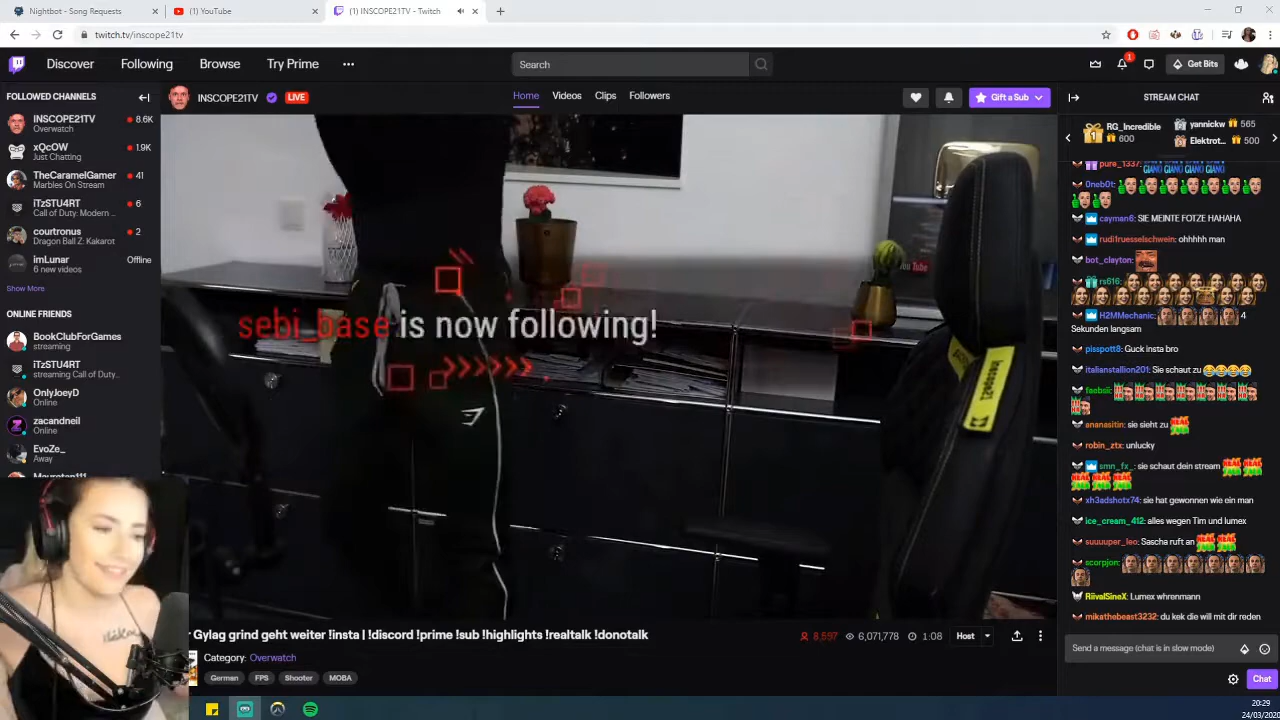 Nightbot - Song Requests
(1) YouTube
(1) INSCOPE21TV - Twitch
twitch.tv/inscope21tv
Discover
Following
Browse
Try Prime
Search
1
Get Bits
FOLLOWED CHANNELS
INSCOPE21TV
8.6K
Overwatch
xQcOW
1.9K
Just Chatting
TheCaramelGamer
41
Marbles On Stream
iTzSTU4RT
6
Call of Duty: Modern ...
courtronus
2
Dragon Ball Z: Kakarot
imLunar
Offline
6 new videos
Show More
ONLINE FRIENDS
BookClubForGames
streaming
iTzSTU4RT
streaming Call of Duty...
OnlyJoeyD
Online
zacandneil
Online
EvoZe_
Away
INSCOPE21TV
LIVE
Home
Videos
Clips
Followers
Gift a Sub
You Tube
sebi_base is now following!
Inscope21
Gylag grind geht weiter !insta | !discord !prime !sub !highlights !realtalk !donotalk
8,597
6,071,778
1:08
Host
Category: Overwatch
German
FPS
Shooter
MOBA
STREAM CHAT
1
RG_Incredible
600
yannickw
565
Elektrot...
500
pure_1337:
0neb0t:
cayman6: SIE MEINTE FOTZE HAHAHA
rudi1ruesselschwein: ohhhhh man
bot_clayton:
rs616:
H2MMechanic: 4
Sekunden langsam
pisspott8: Guck insta bro
italianstallion201: Sie schaut zu
faebsii:
ananasitin: sie sieht zu
robin_ztx: unlucky
smn_fx_: sie schaut dein stream
xh3adshotx74: sie hat gewonnen wie ein man
ice_cream_412: alles wegen Tim und lumex
suuuuper_leo: Sascha ruft an
scorpjon:
RiivalSineX: Lumex whrenmann
mikathebeast3232: du kek die will mit dir reden
Send a message (chat is in slow mode)
Chat
20:29
24/03/2020